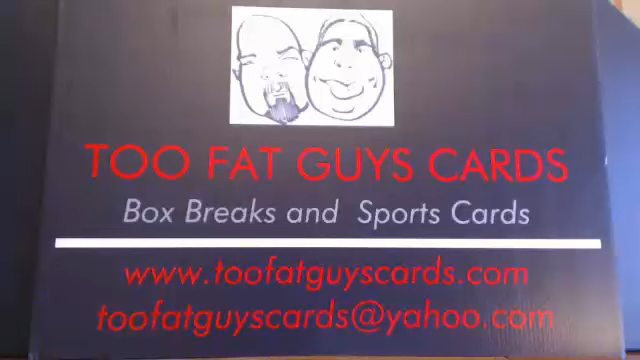 TOO FAT GUYS CARDS
Box Breaks and Sports Cards
www.toofatguyscards.com
toofatguyscards@yahoo.com